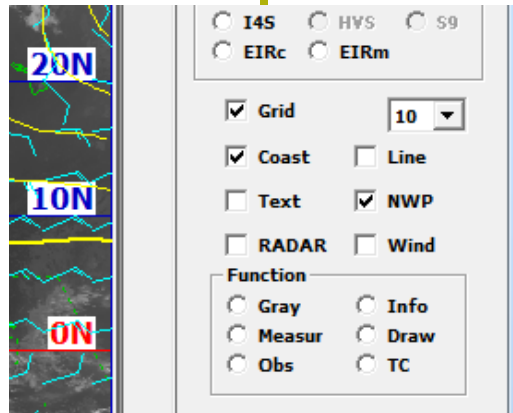 I4S HVS S9
EIRc EIRm
20N
Grid 10
Coast Line
10N
Text NWP
RADAR Wind
Function
Gray Info
0N
Measur Draw
Obs TC